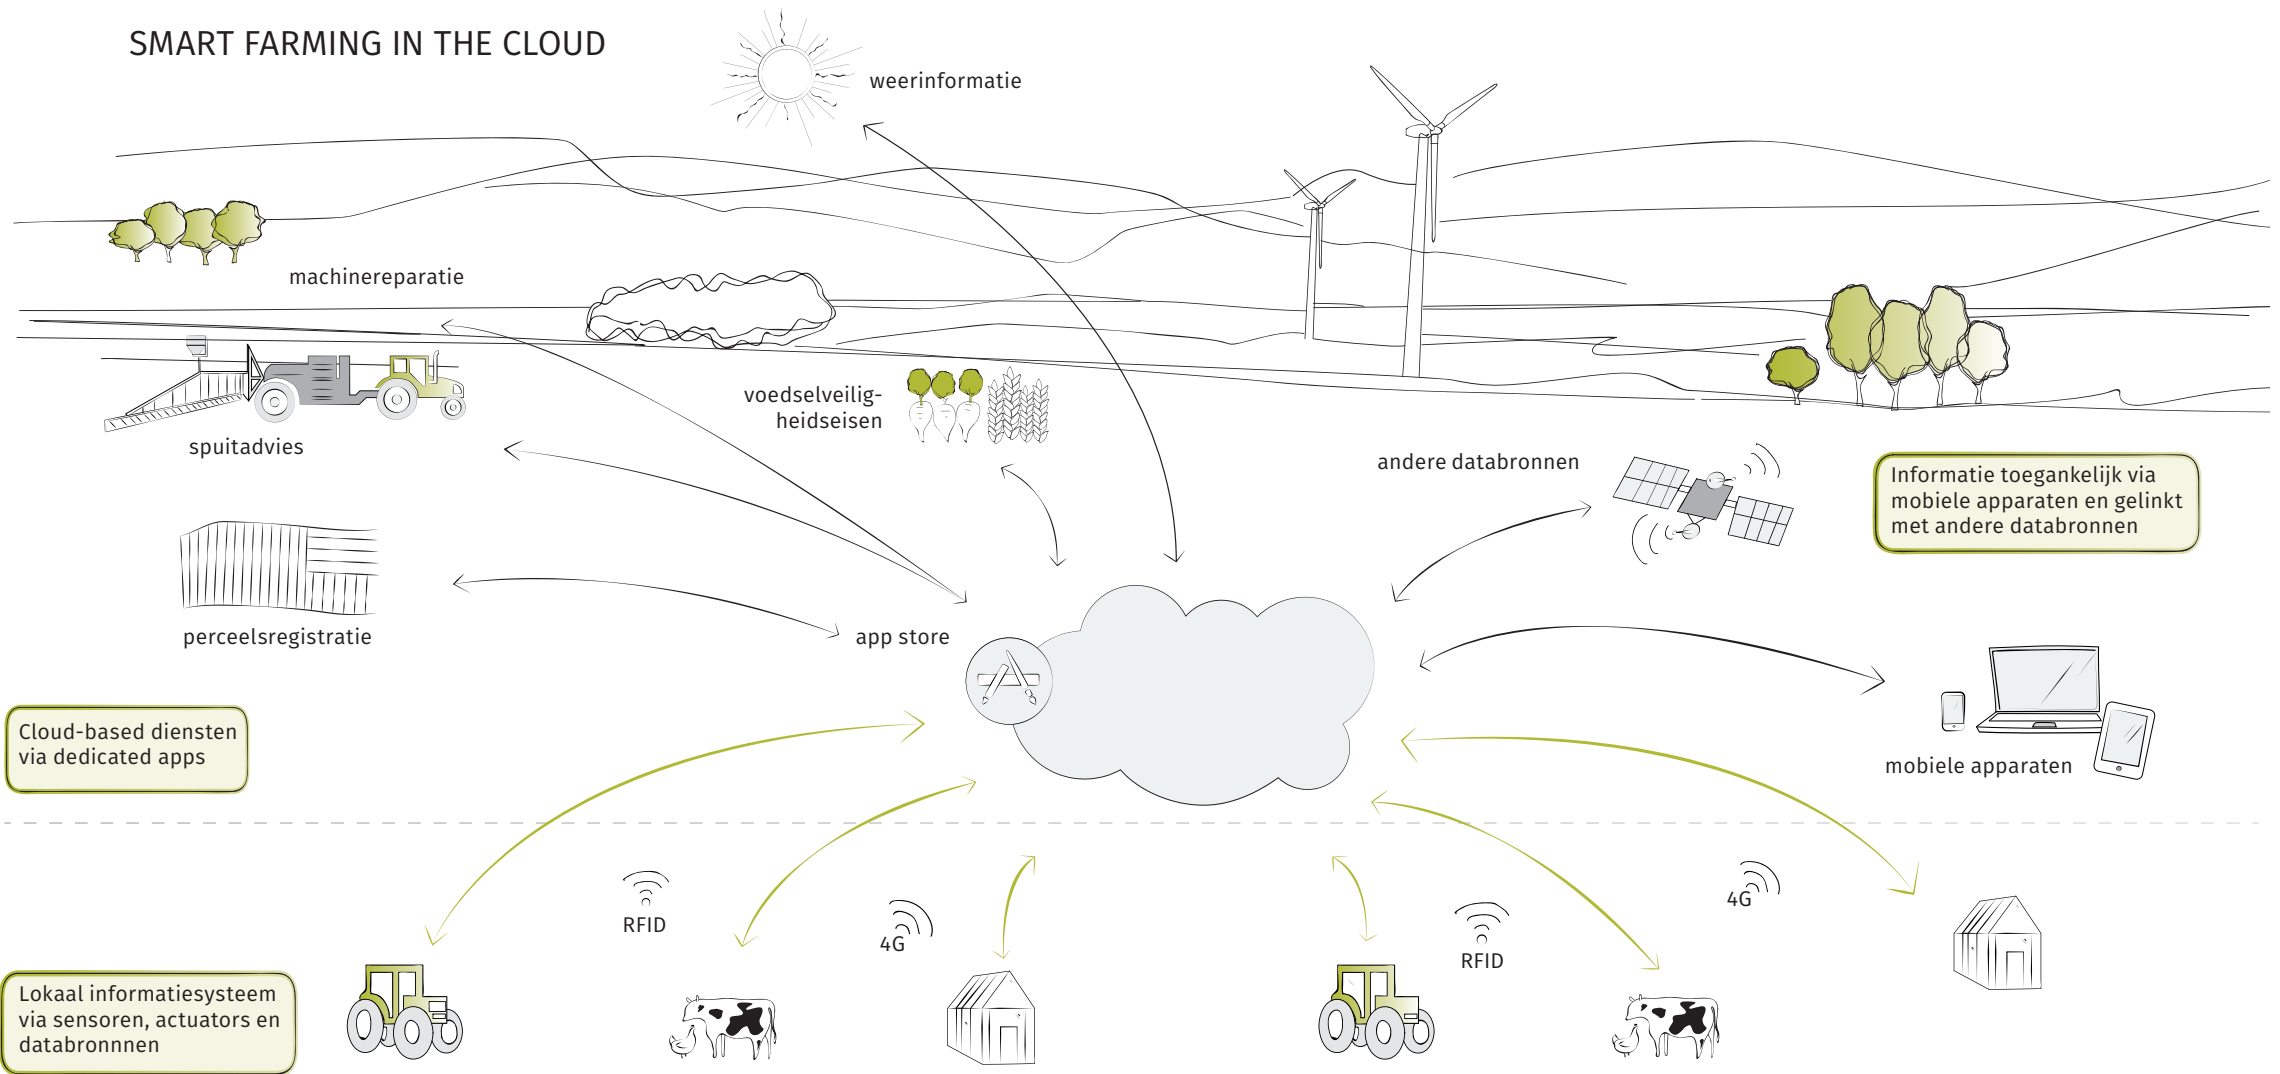 SMART FARMING IN THE CLOUD
weerinformatie
machinereparatie
voedselveilig-
heidseisen
spuitadvies
andere databronnen
Informatie toegankelijk via
mobiele apparaten en gelinkt
met andere databronnen
perceelsregistratie
app store
Cloud-based diensten
via dedicated apps
mobiele apparaten
RFID
4G
RFID
4G
Lokaal informatiesysteem
via sensoren, actuators en
databronnnen